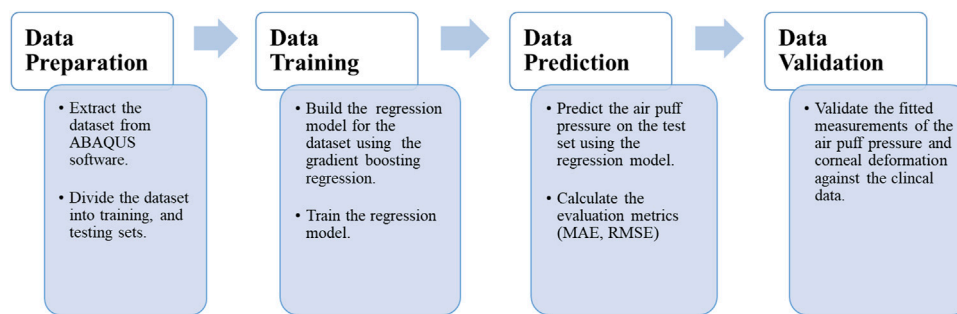 Data
Preparation
• Extract the
dataset from
ABAQUS
software.
• Divide the dataset
into training, and
testing sets.
Data
Training
• Build the regression
model for the
dataset using the
gradient boosting
regression.
• Train the regression
model.
Data
Prediction
• Predict the air puff
pressure on the test
set using the
regression model.
• Calculate the
evaluation metrics
(MAE, RMSE)
Data
Validation
• Validate the fitted
measurements of the
air puff pressure and
corneal deformation
against the clincal
data.